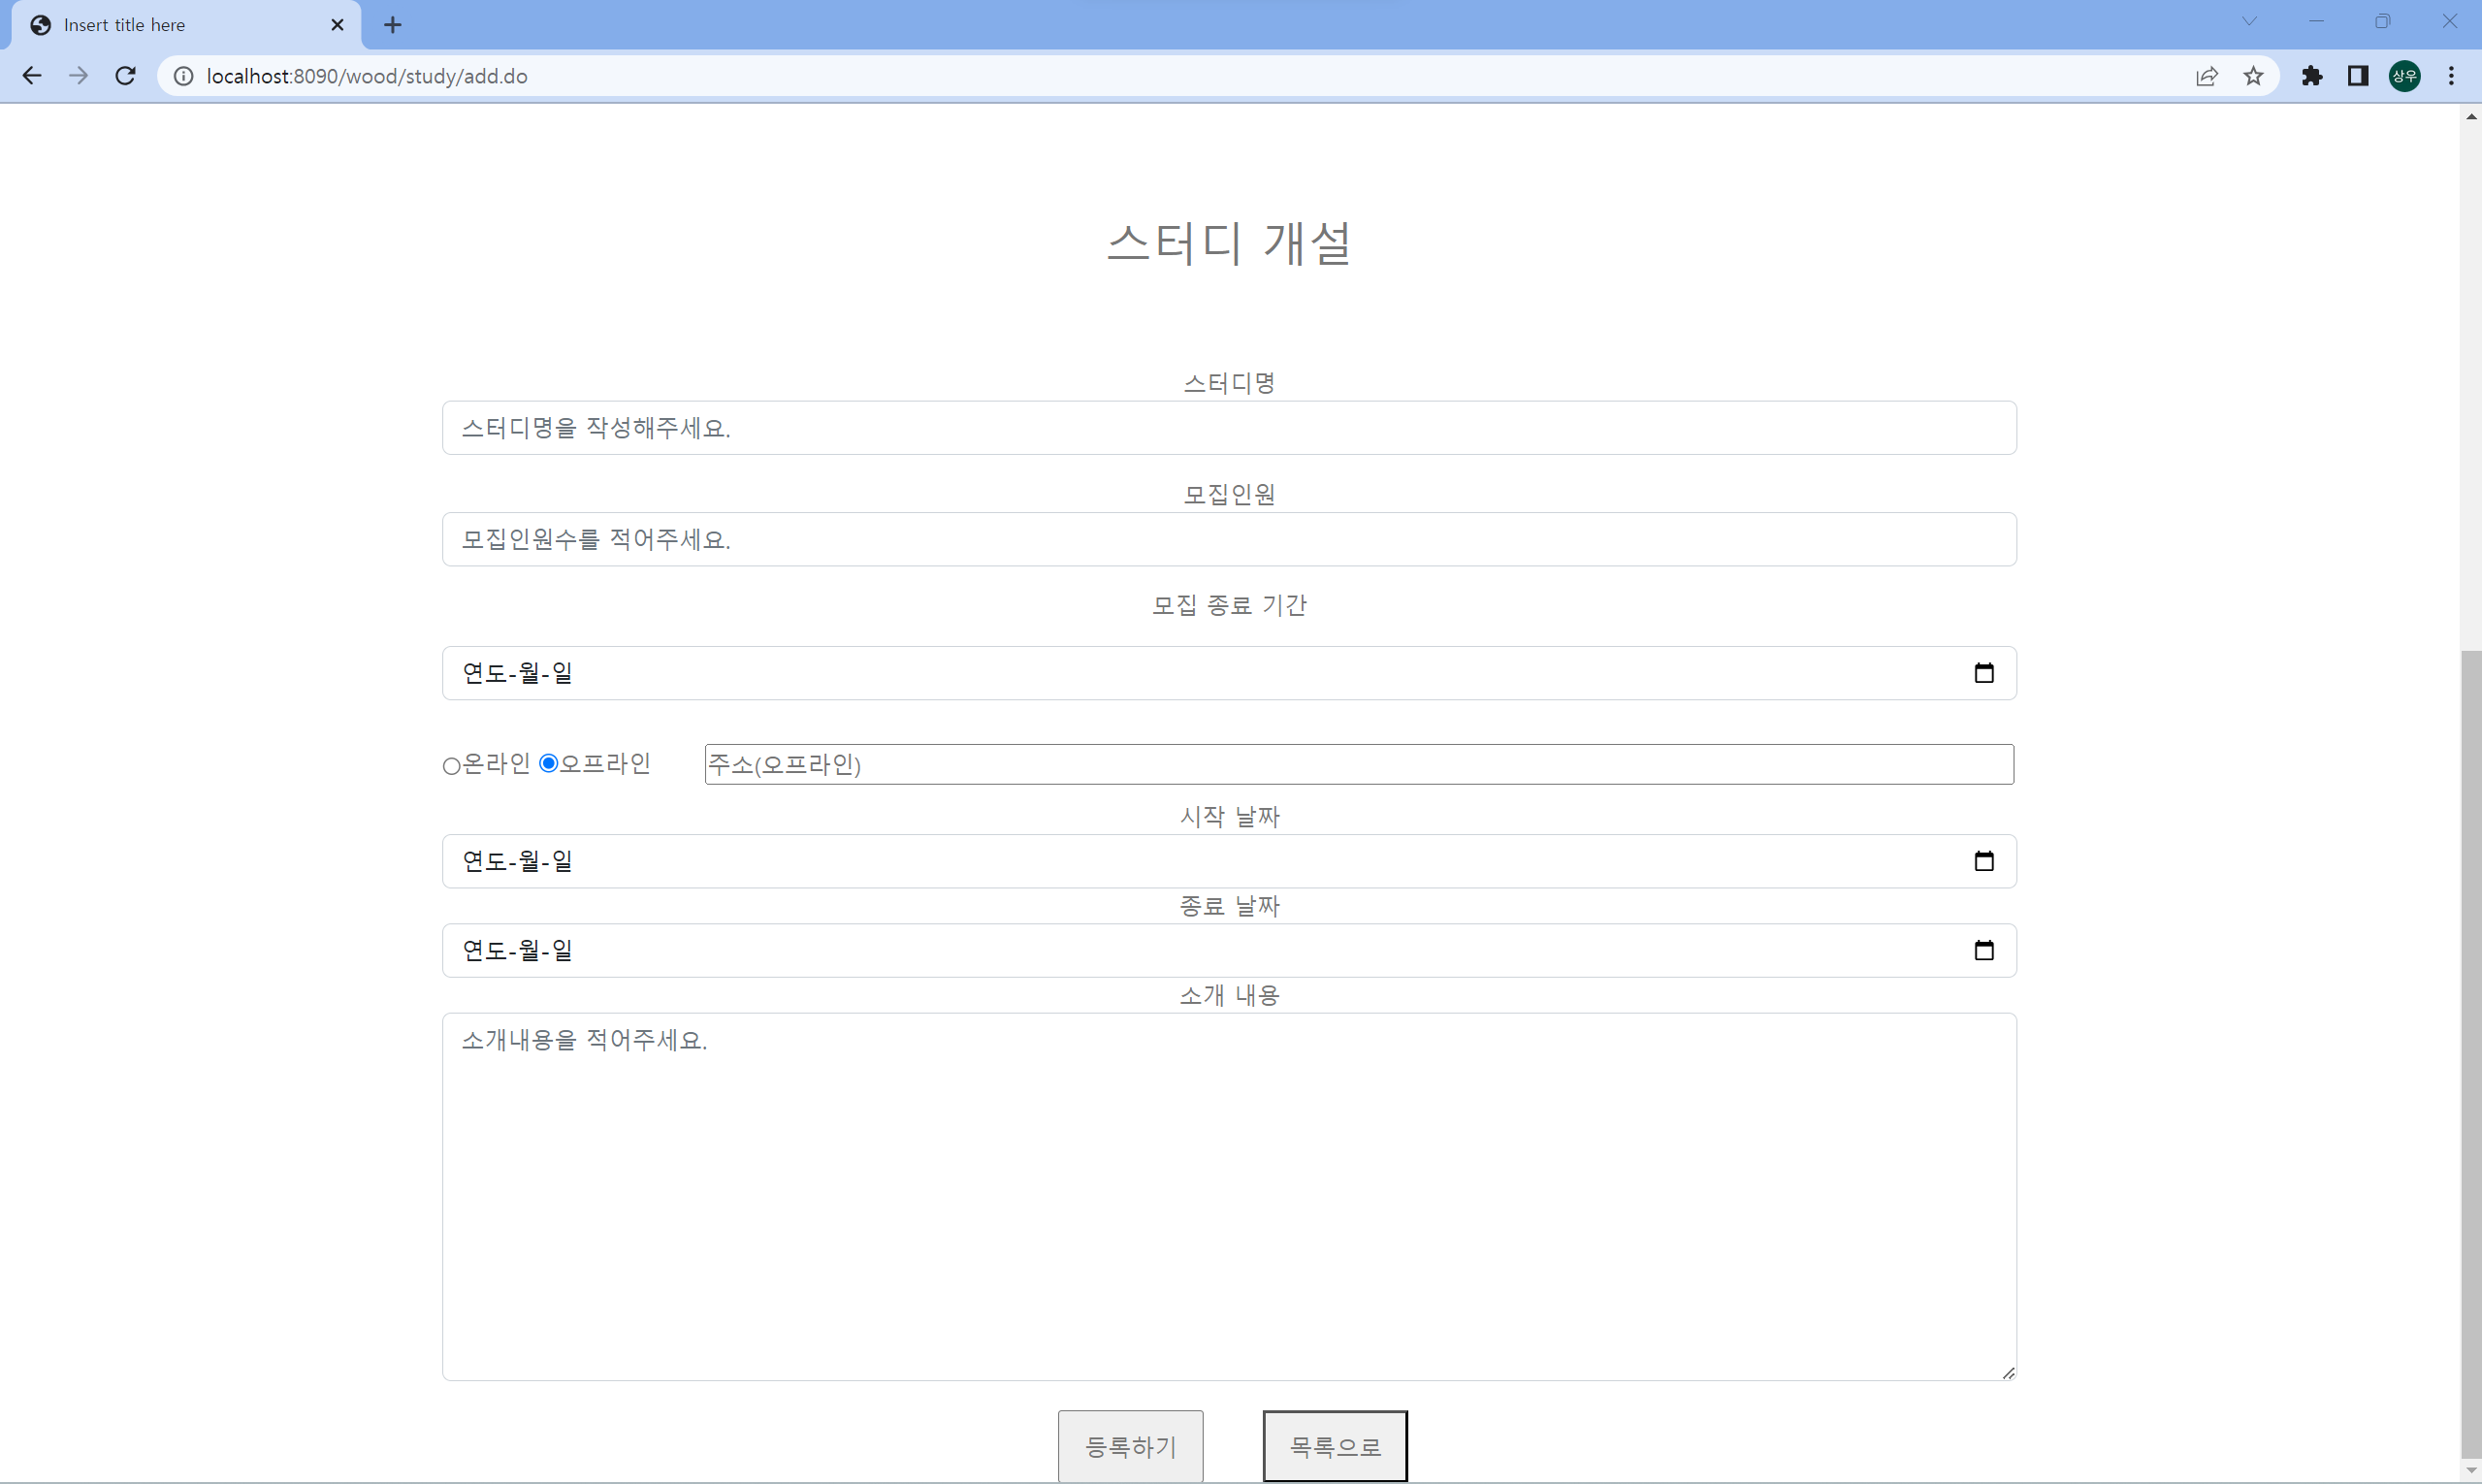 Insert title here
localhost:8090/wood/study/add.do
상우
스터디 개설
스터디명
스터디명을 작성해주세요.
모집인원
모집인원수를 적어주세요.
모집 종료 기간
연도-월-일
온라인 오프라인 주소(오프라인)
시작 날짜
연도-월-일
종료 날짜
연도-월-일
소개 내용
소개내용을 적어주세요.
등록하기 목록으로